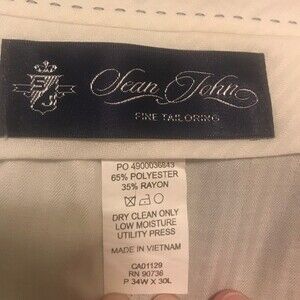 Sean John
FINE TAILORING
PO 4900036843
65% POLYESTER
35% RAYON
DRY CLEAN ONLY
LOW MOISTURE
UTILITY PRESS
MADE IN VIETNAM
CA01129
RN 90736
P 34W X 30L